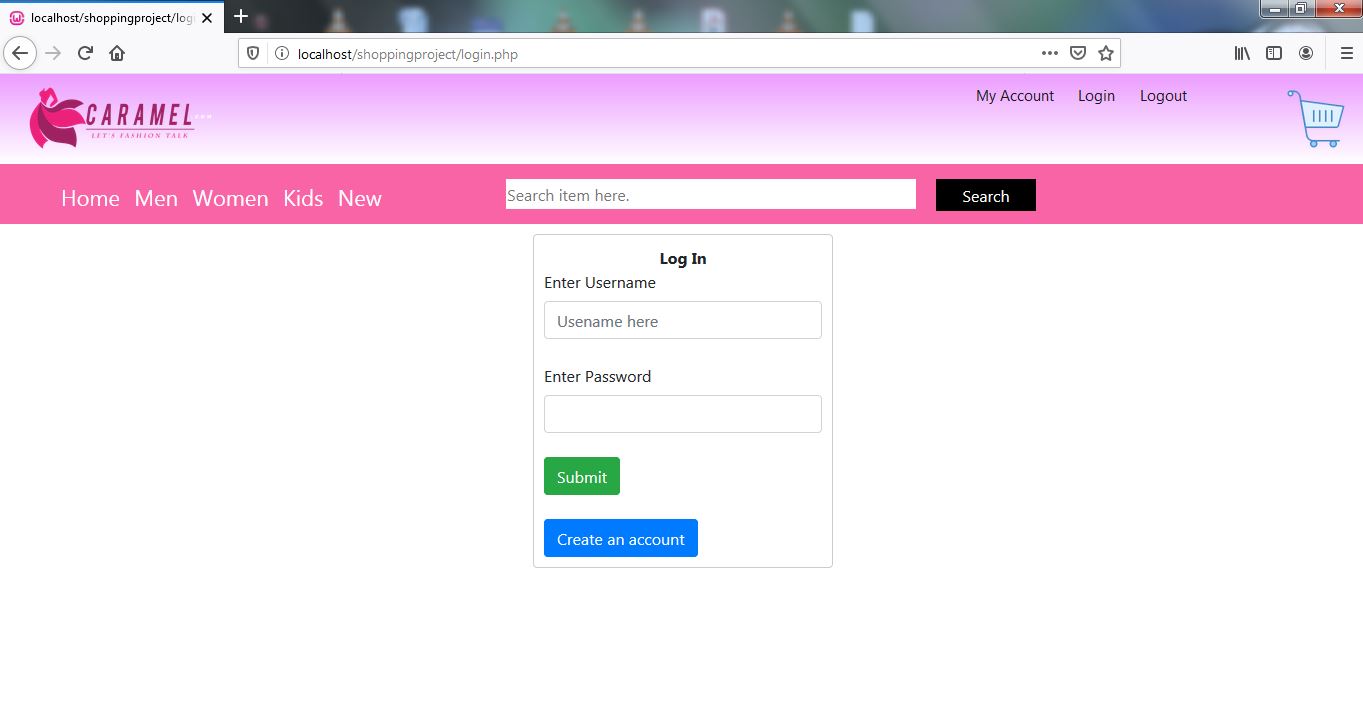 localhost/shoppingproject/logi
localhost/shoppingproject/login.php
My Account Login Logout
CARAMEL.com
LET'S FASHION TALK
Home Men Women Kids New
Search item here.
Search
Log In
Enter Username
Usename here
Enter Password
Submit
Create an account